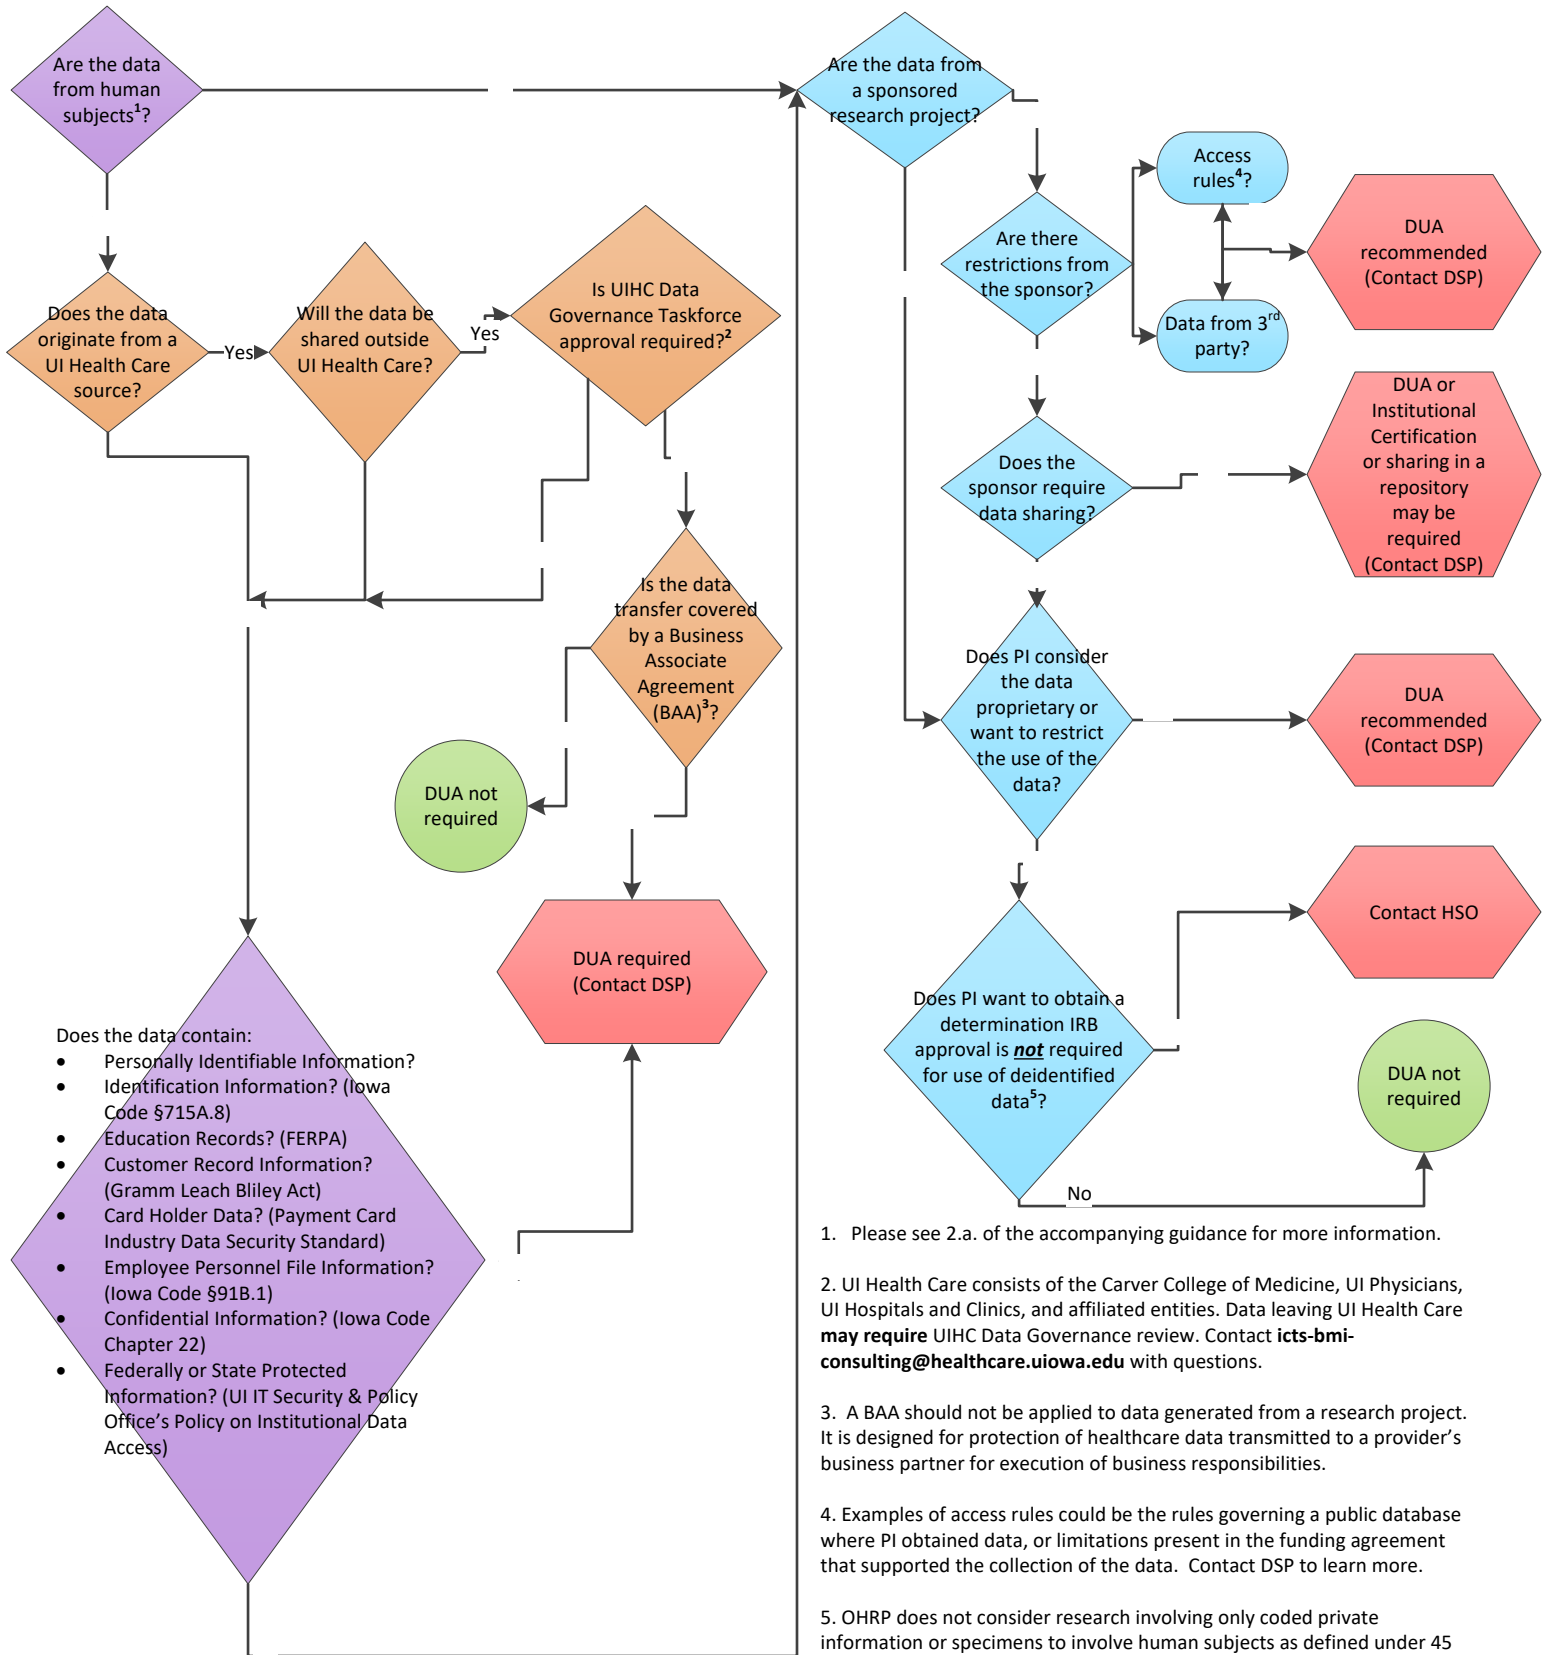 Are the data
from human
subjects¹?
Are the data from
a sponsored
research project?
Access
rules⁴?
DUA
recommended
(Contact DSP)
Are there
restrictions from
the sponsor?
Data from 3rd
party?
Does the data
originate from a
UI Health Care
source?
Yes
Will the data be
shared outside
UI Health Care?
Yes
Is UIHC Data
Governance Taskforce
approval required?²
DUA or
Institutional
Certification
or sharing in a
repository
may be
required
(Contact DSP)
Does the
sponsor require
data sharing?
Is the data
transfer covered
by a Business
Associate
Agreement
(BAA)³?
Does PI consider
the data
proprietary or
want to restrict
the use of the
data?
DUA
recommended
(Contact DSP)
DUA not
required
Contact HSO
DUA required
(Contact DSP)
Does PI want to obtain a
determination IRB
approval is not required
for use of deidentified
data⁵?
DUA not
required
No
Does the data contain:
• Personally Identifiable Information?
• Identification Information? (Iowa
Code §715A.8)
• Education Records? (FERPA)
• Customer Record Information?
(Gramm Leach Bliley Act)
• Card Holder Data? (Payment Card
Industry Data Security Standard)
• Employee Personnel File Information?
(Iowa Code §91B.1)
• Confidential Information? (Iowa Code
Chapter 22)
• Federally or State Protected
Information? (UI IT Security & Policy
Office's Policy on Institutional Data
Access)
1. Please see 2.a. of the accompanying guidance for more information.
2. UI Health Care consists of the Carver College of Medicine, UI Physicians,
UI Hospitals and Clinics, and affiliated entities. Data leaving UI Health Care
may require UIHC Data Governance review. Contact icts-bmi-
consulting@healthcare.uiowa.edu with questions.
3. A BAA should not be applied to data generated from a research project.
It is designed for protection of healthcare data transmitted to a provider's
business partner for execution of business responsibilities.
4. Examples of access rules could be the rules governing a public database
where PI obtained data, or limitations present in the funding agreement
that supported the collection of the data. Contact DSP to learn more.
5. OHRP does not consider research involving only coded private
information or specimens to involve human subjects as defined under 45